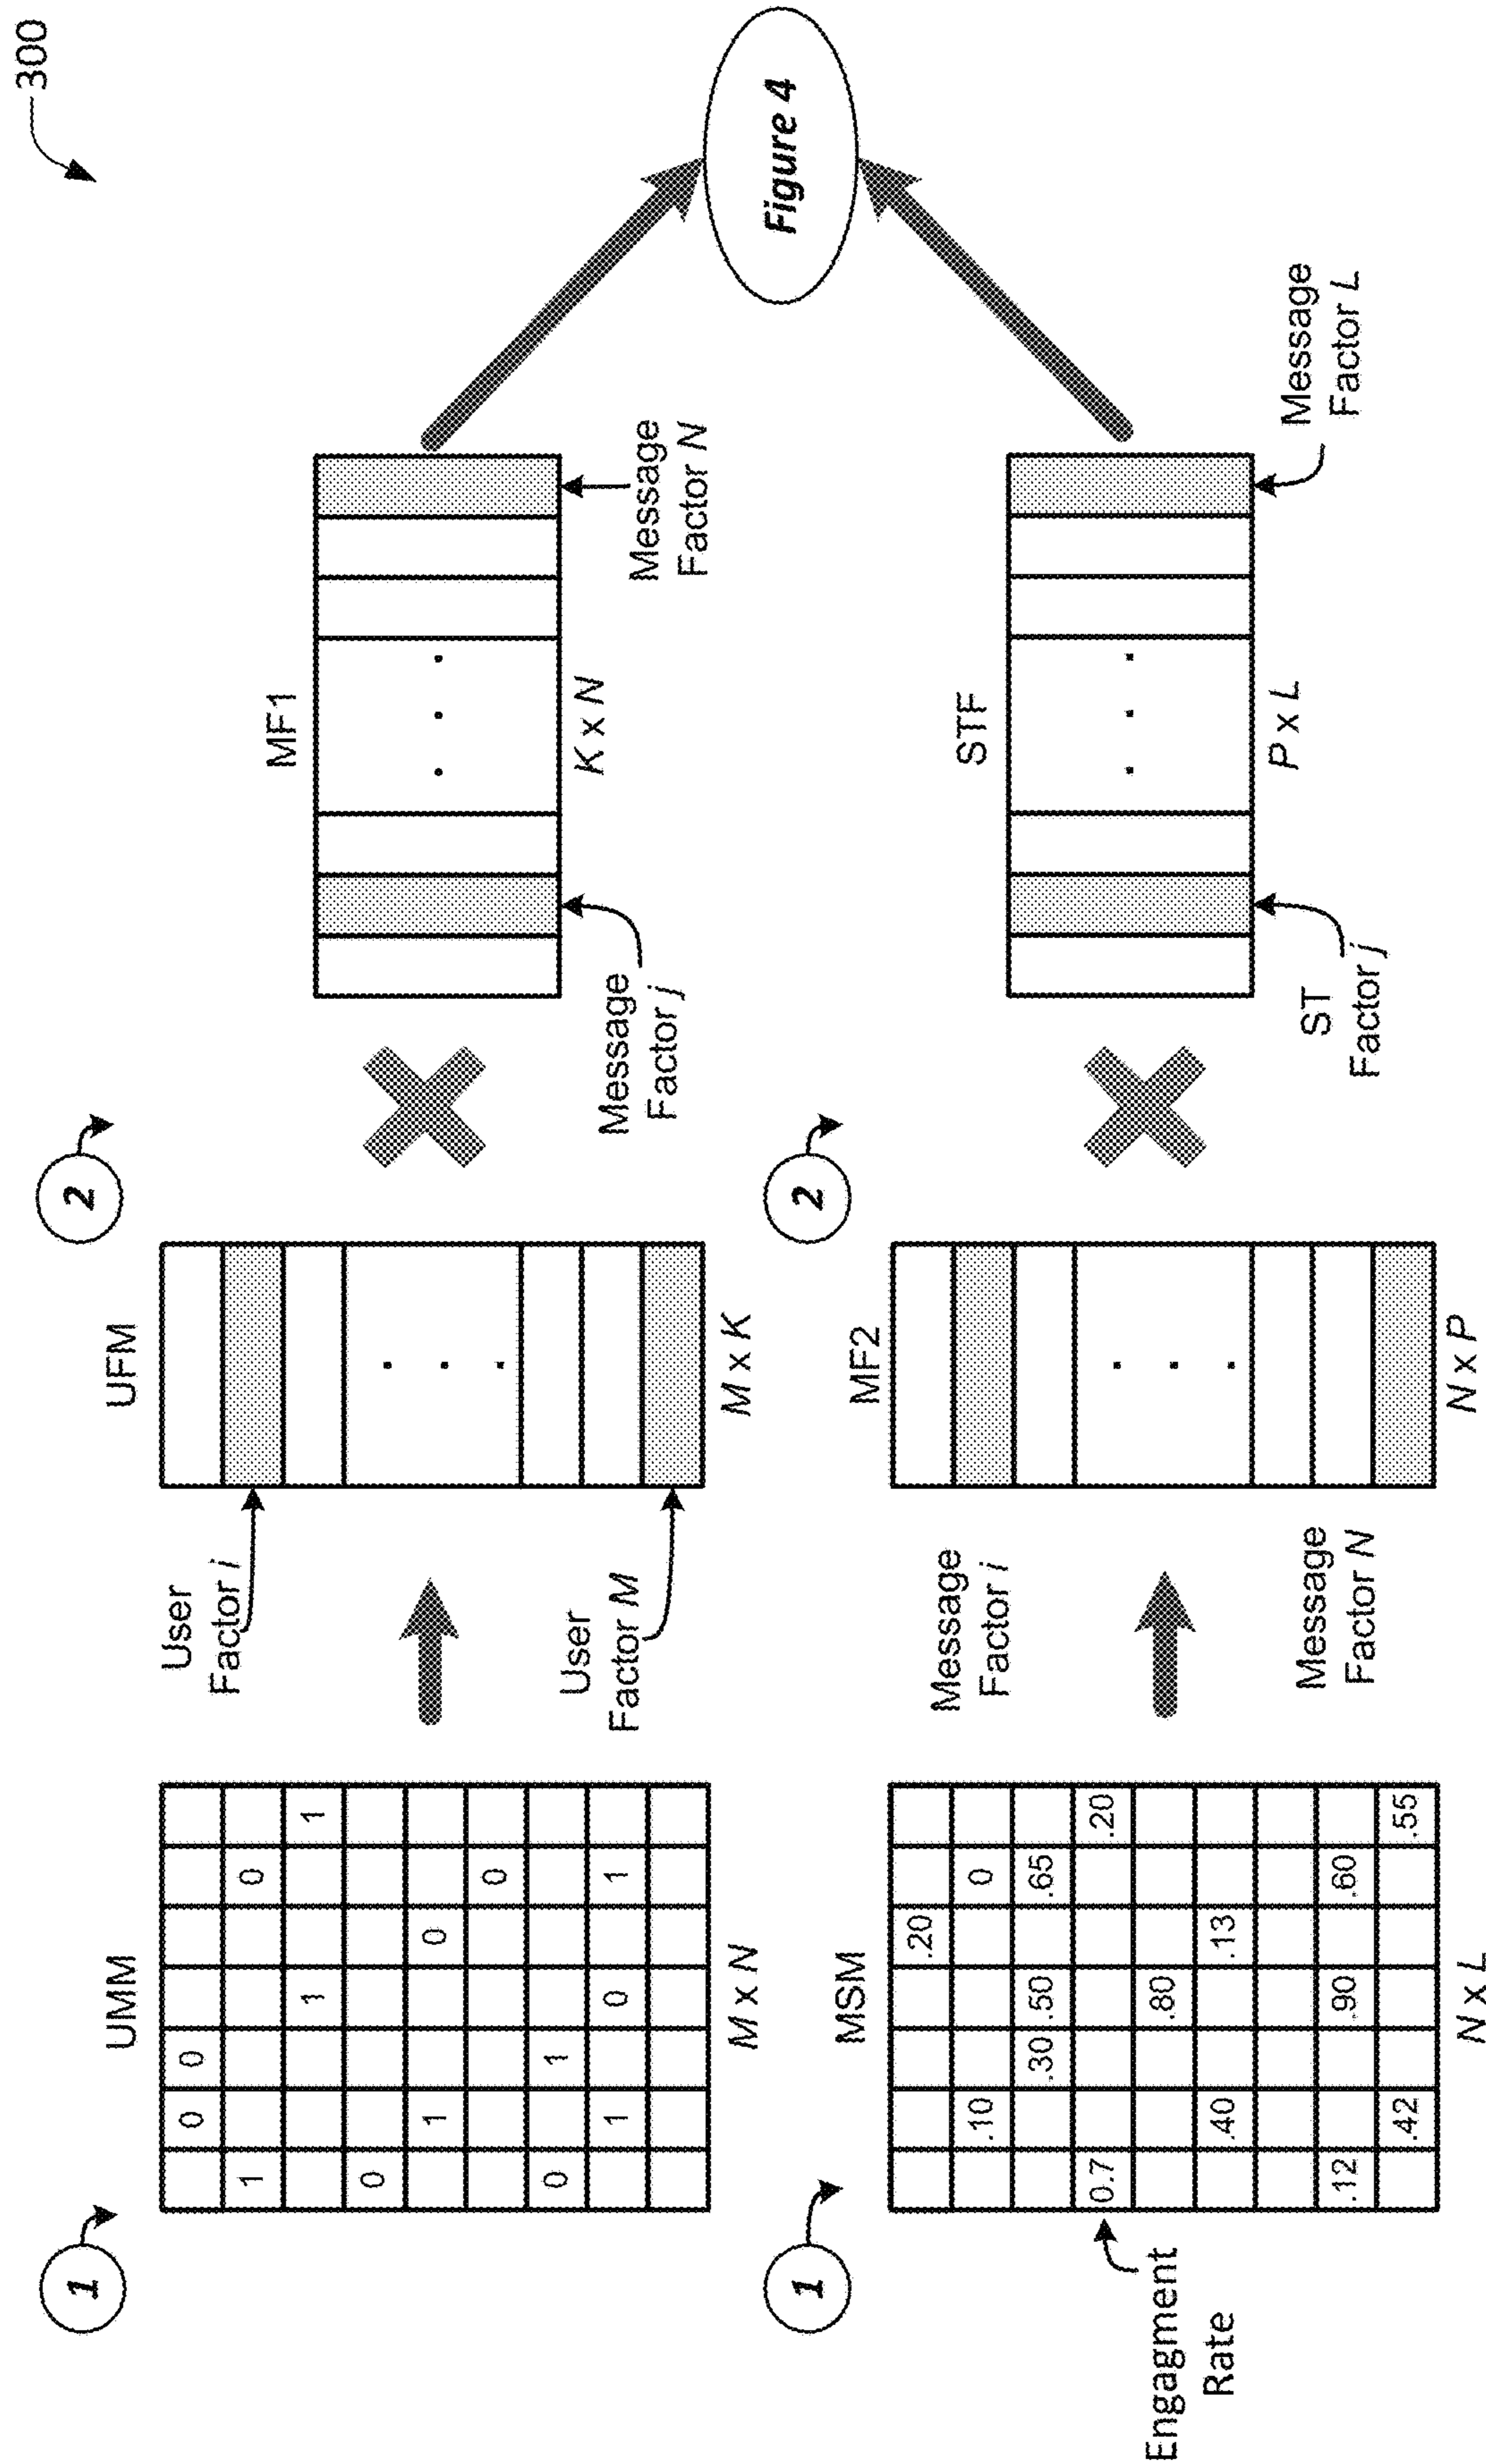 300
1
UMM
0 0
1 0
1 1
0
1 0
0
0 1
1 0 1
M x N
User
Factor i
User
Factor M
UFM
M x K
2
MF1
K x N
Message
Factor j
Message
Factor N
Figure 4
1
MSM
.20
.10 0
.30 .50 .65
0.7 .20
.80
.40 .13
.12 .90 .60
.42 .55
N x L
Engagment
Rate
Message
Factor i
Message
Factor N
MF2
N x P
2
STF
P x L
ST
Factor j
Message
Factor L